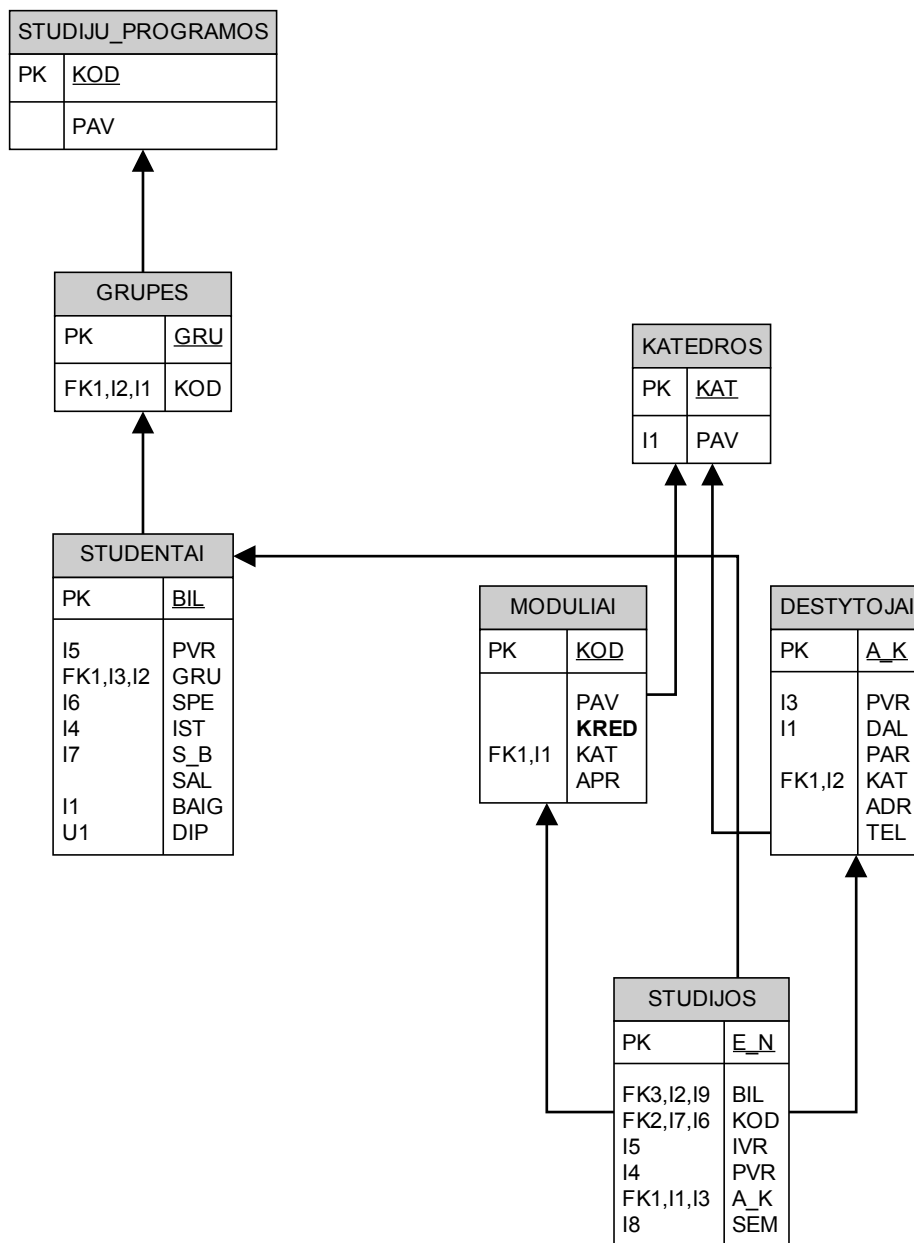 STUDIJU_PROGRAMOS
PK KOD
PAV
GRUPES
PK GRU
FK1,I2,I1 KOD
KATEDROS
PK KAT
I1 PAV
STUDENTAI
PK BIL
I5 PVR
FK1,I3,I2 GRU
I6 SPE
I4 IST
I7 S_B
SAL
I1 BAIG
U1 DIP
MODULIAI
PK KOD
PAV
KRED
FK1,I1 KAT
APR
DESTYTOJAI
PK A_K
I3 PVR
I1 DAL
PAR
FK1,I2 KAT
ADR
TEL
STUDIJOS
PK E_N
FK3,I2,I9 BIL
FK2,I7,I6 KOD
I5 IVR
I4 PVR
FK1,I1,I3 A_K
I8 SEM